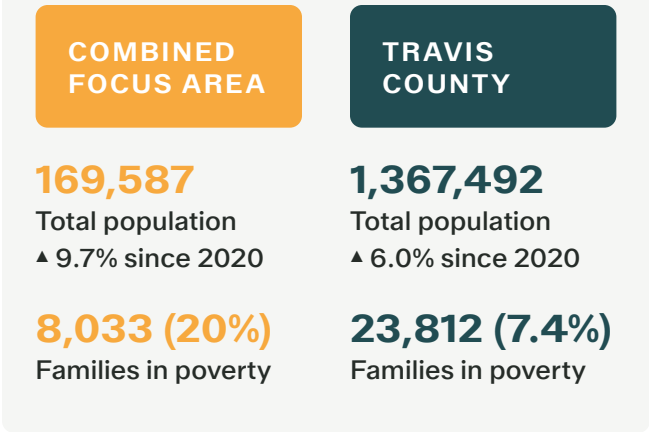 COMBINED
FOCUS AREA
169,587
Total population
▲ 9.7% since 2020
8,033 (20%)
Families in poverty
TRAVIS
COUNTY
1,367,492
Total population
▲ 6.0% since 2020
23,812 (7.4%)
Families in poverty